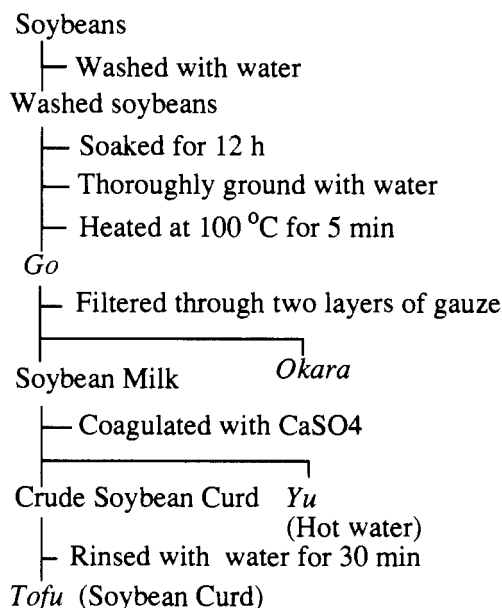 Soybeans
Washed with water
Washed soybeans
Soaked for 12 h
Thoroughly ground with water
Heated at 100 °C for 5 min
Go
Filtered through two layers of gauze
Okara
Soybean Milk
Coagulated with CaSO4
Crude Soybean Curd Yu
(Hot water)
Rinsed with water for 30 min
Tofu (Soybean Curd)